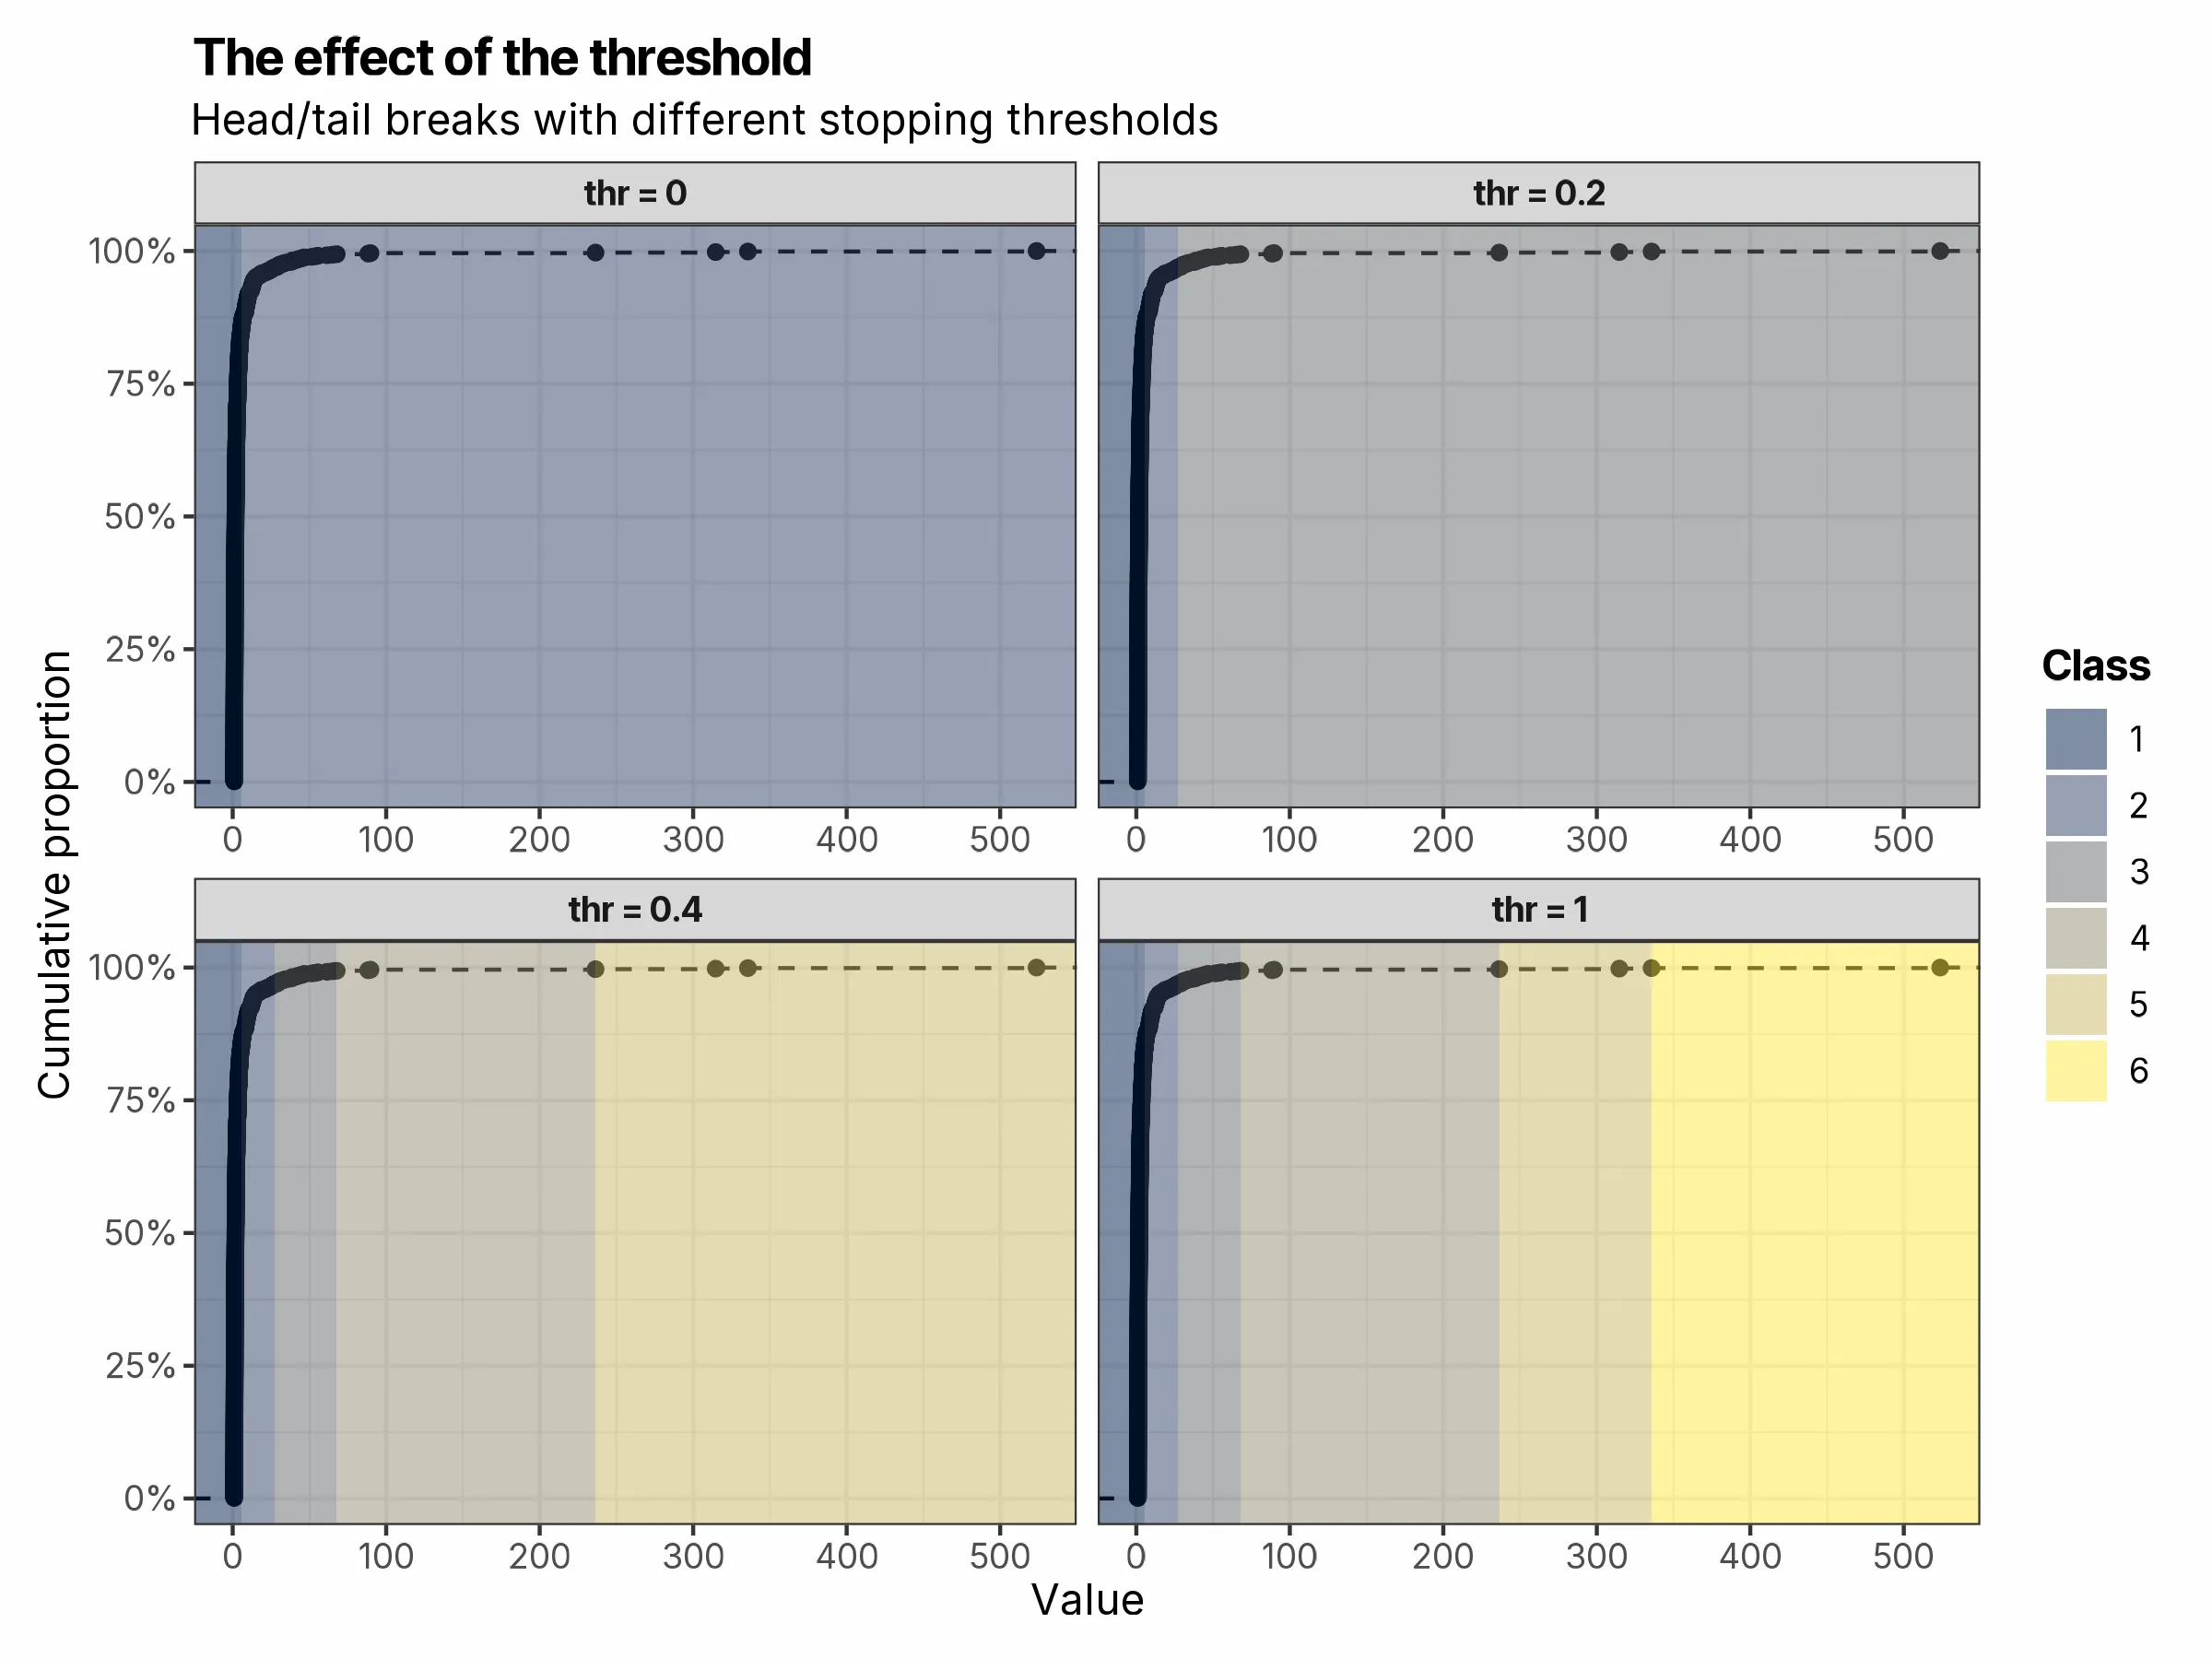 The effect of the threshold
Head/tail breaks with different stopping thresholds
thr = 0
thr = 0.2
100%
75%
50%
25%
0%
0 100 200 300 400 500
0 100 200 300 400 500
thr = 0.4
thr = 1
100%
75%
50%
25%
0%
0 100 200 300 400 500
0 100 200 300 400 500
Cumulative proportion
Value
Class
1
2
3
4
5
6